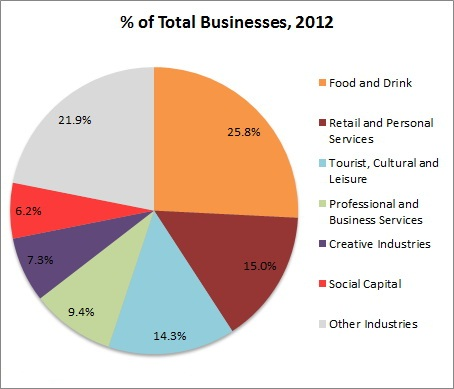 % of Total Businesses, 2012
21.9%
25.8%
6.2%
7.3%
15.0%
9.4%
14.3%
Food and Drink
Retail and Personal
Services
Tourist, Cultural and
Leisure
Professional and
Business Services
Creative Industries
Social Capital
Other Industries